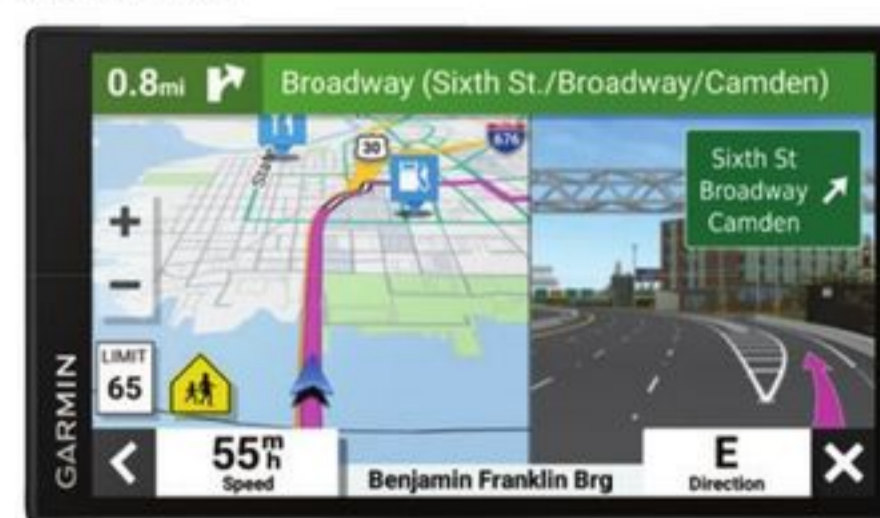 0.8mi
Broadway (Sixth St./Broadway/Camden)
676
30
State
Sixth St
Broadway
Camden
+
−
LIMIT
65
GARMIN
55 mh
Speed
Benjamin Franklin Brg
E
Direction